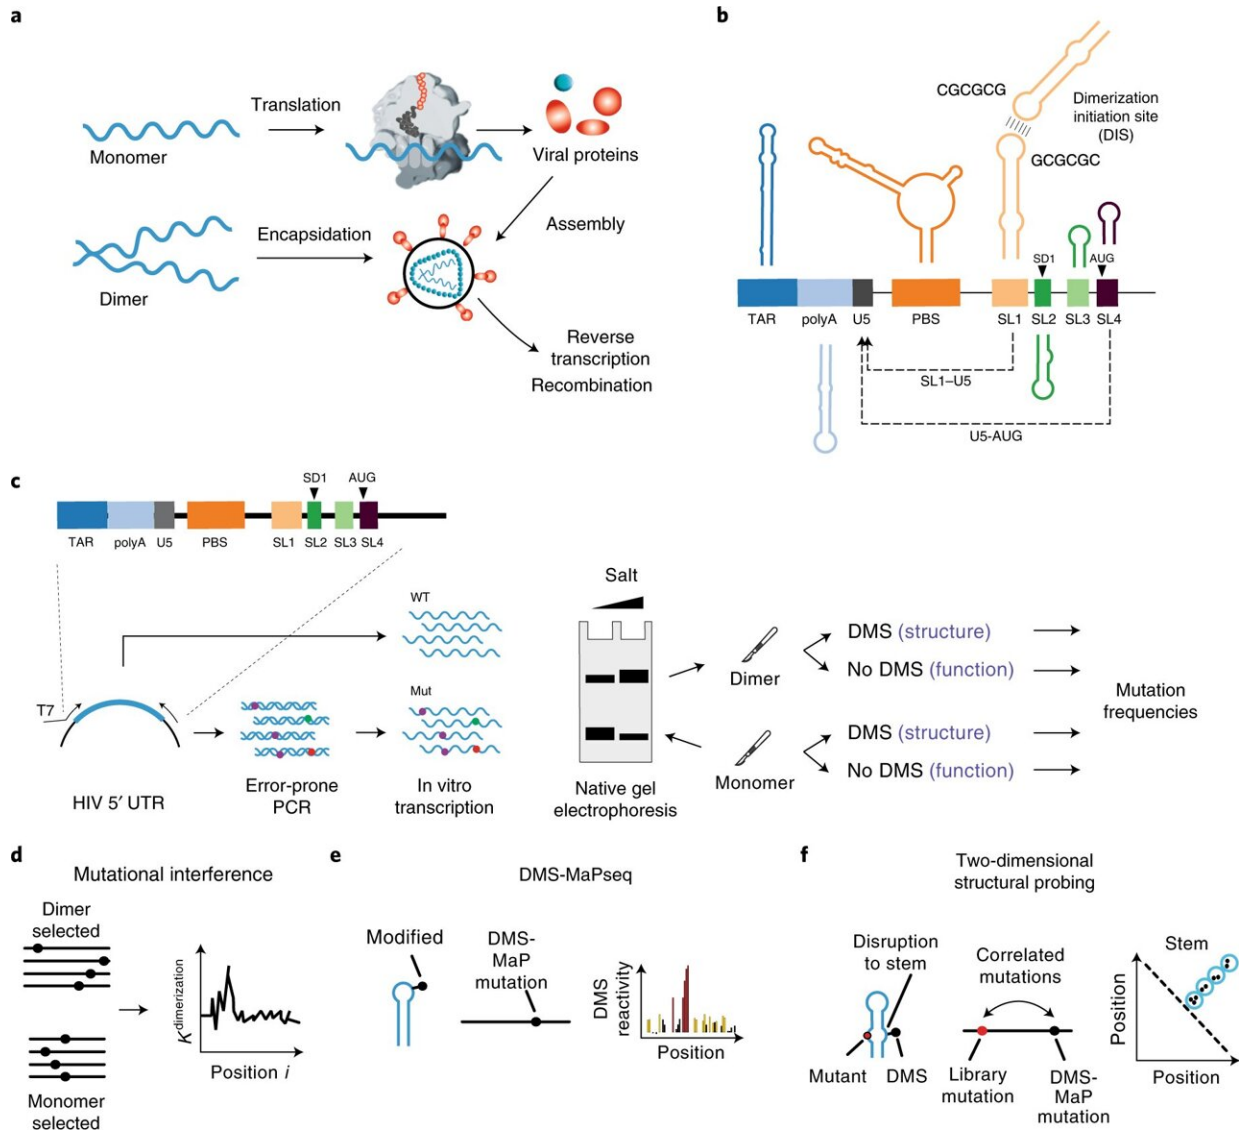 a
Translation
Monomer
Viral proteins
Encapsidation
Assembly
Dimer
Reverse
transcription
Recombination
b
CGCGCG
Dimerization
initiation site
(DIS)
GCGCGC
SD1
AUG
TAR
polyA
U5
PBS
SL1
SL2
SL3
SL4
SL1–U5
U5-AUG
c
SD1
AUG
TAR
polyA
U5
PBS
SL1
SL2
SL3
SL4
WT
T7
Mut
HIV 5′ UTR
Error-prone
PCR
In vitro
transcription
Salt
Native gel
electrophoresis
Dimer
Monomer
DMS (structure)
No DMS (function)
DMS (structure)
No DMS (function)
Mutation
frequencies
d
Mutational interference
Dimer
selected
Monomer
selected
K dimerization
Position i
e
DMS-MaPseq
Modified
DMS-
MaP
mutation
DMS
reactivity
Position
f
Two-dimensional
structural probing
Disruption
to stem
Mutant
DMS
Correlated
mutations
Library
mutation
DMS-
MaP
mutation
Stem
Position
Position